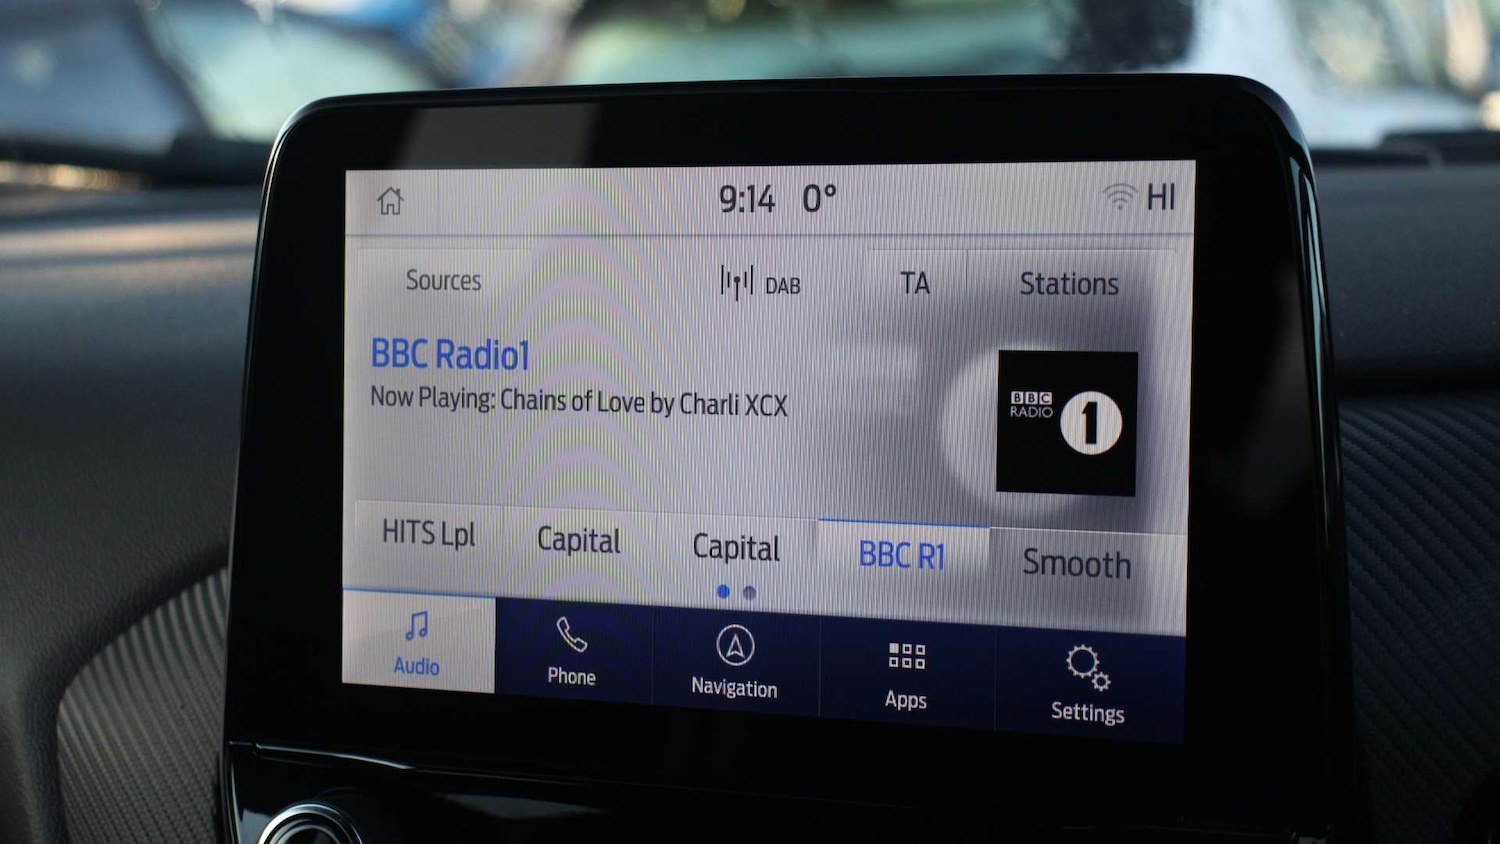 9:14 0°
HI
Sources
DAB
TA
Stations
BBC Radio1
Now Playing: Chains of Love by Charli XCX
BBC
RADIO
1
HITS Lpl
Capital
Capital
BBC R1
Smooth
Audio
Phone
Navigation
Apps
Settings